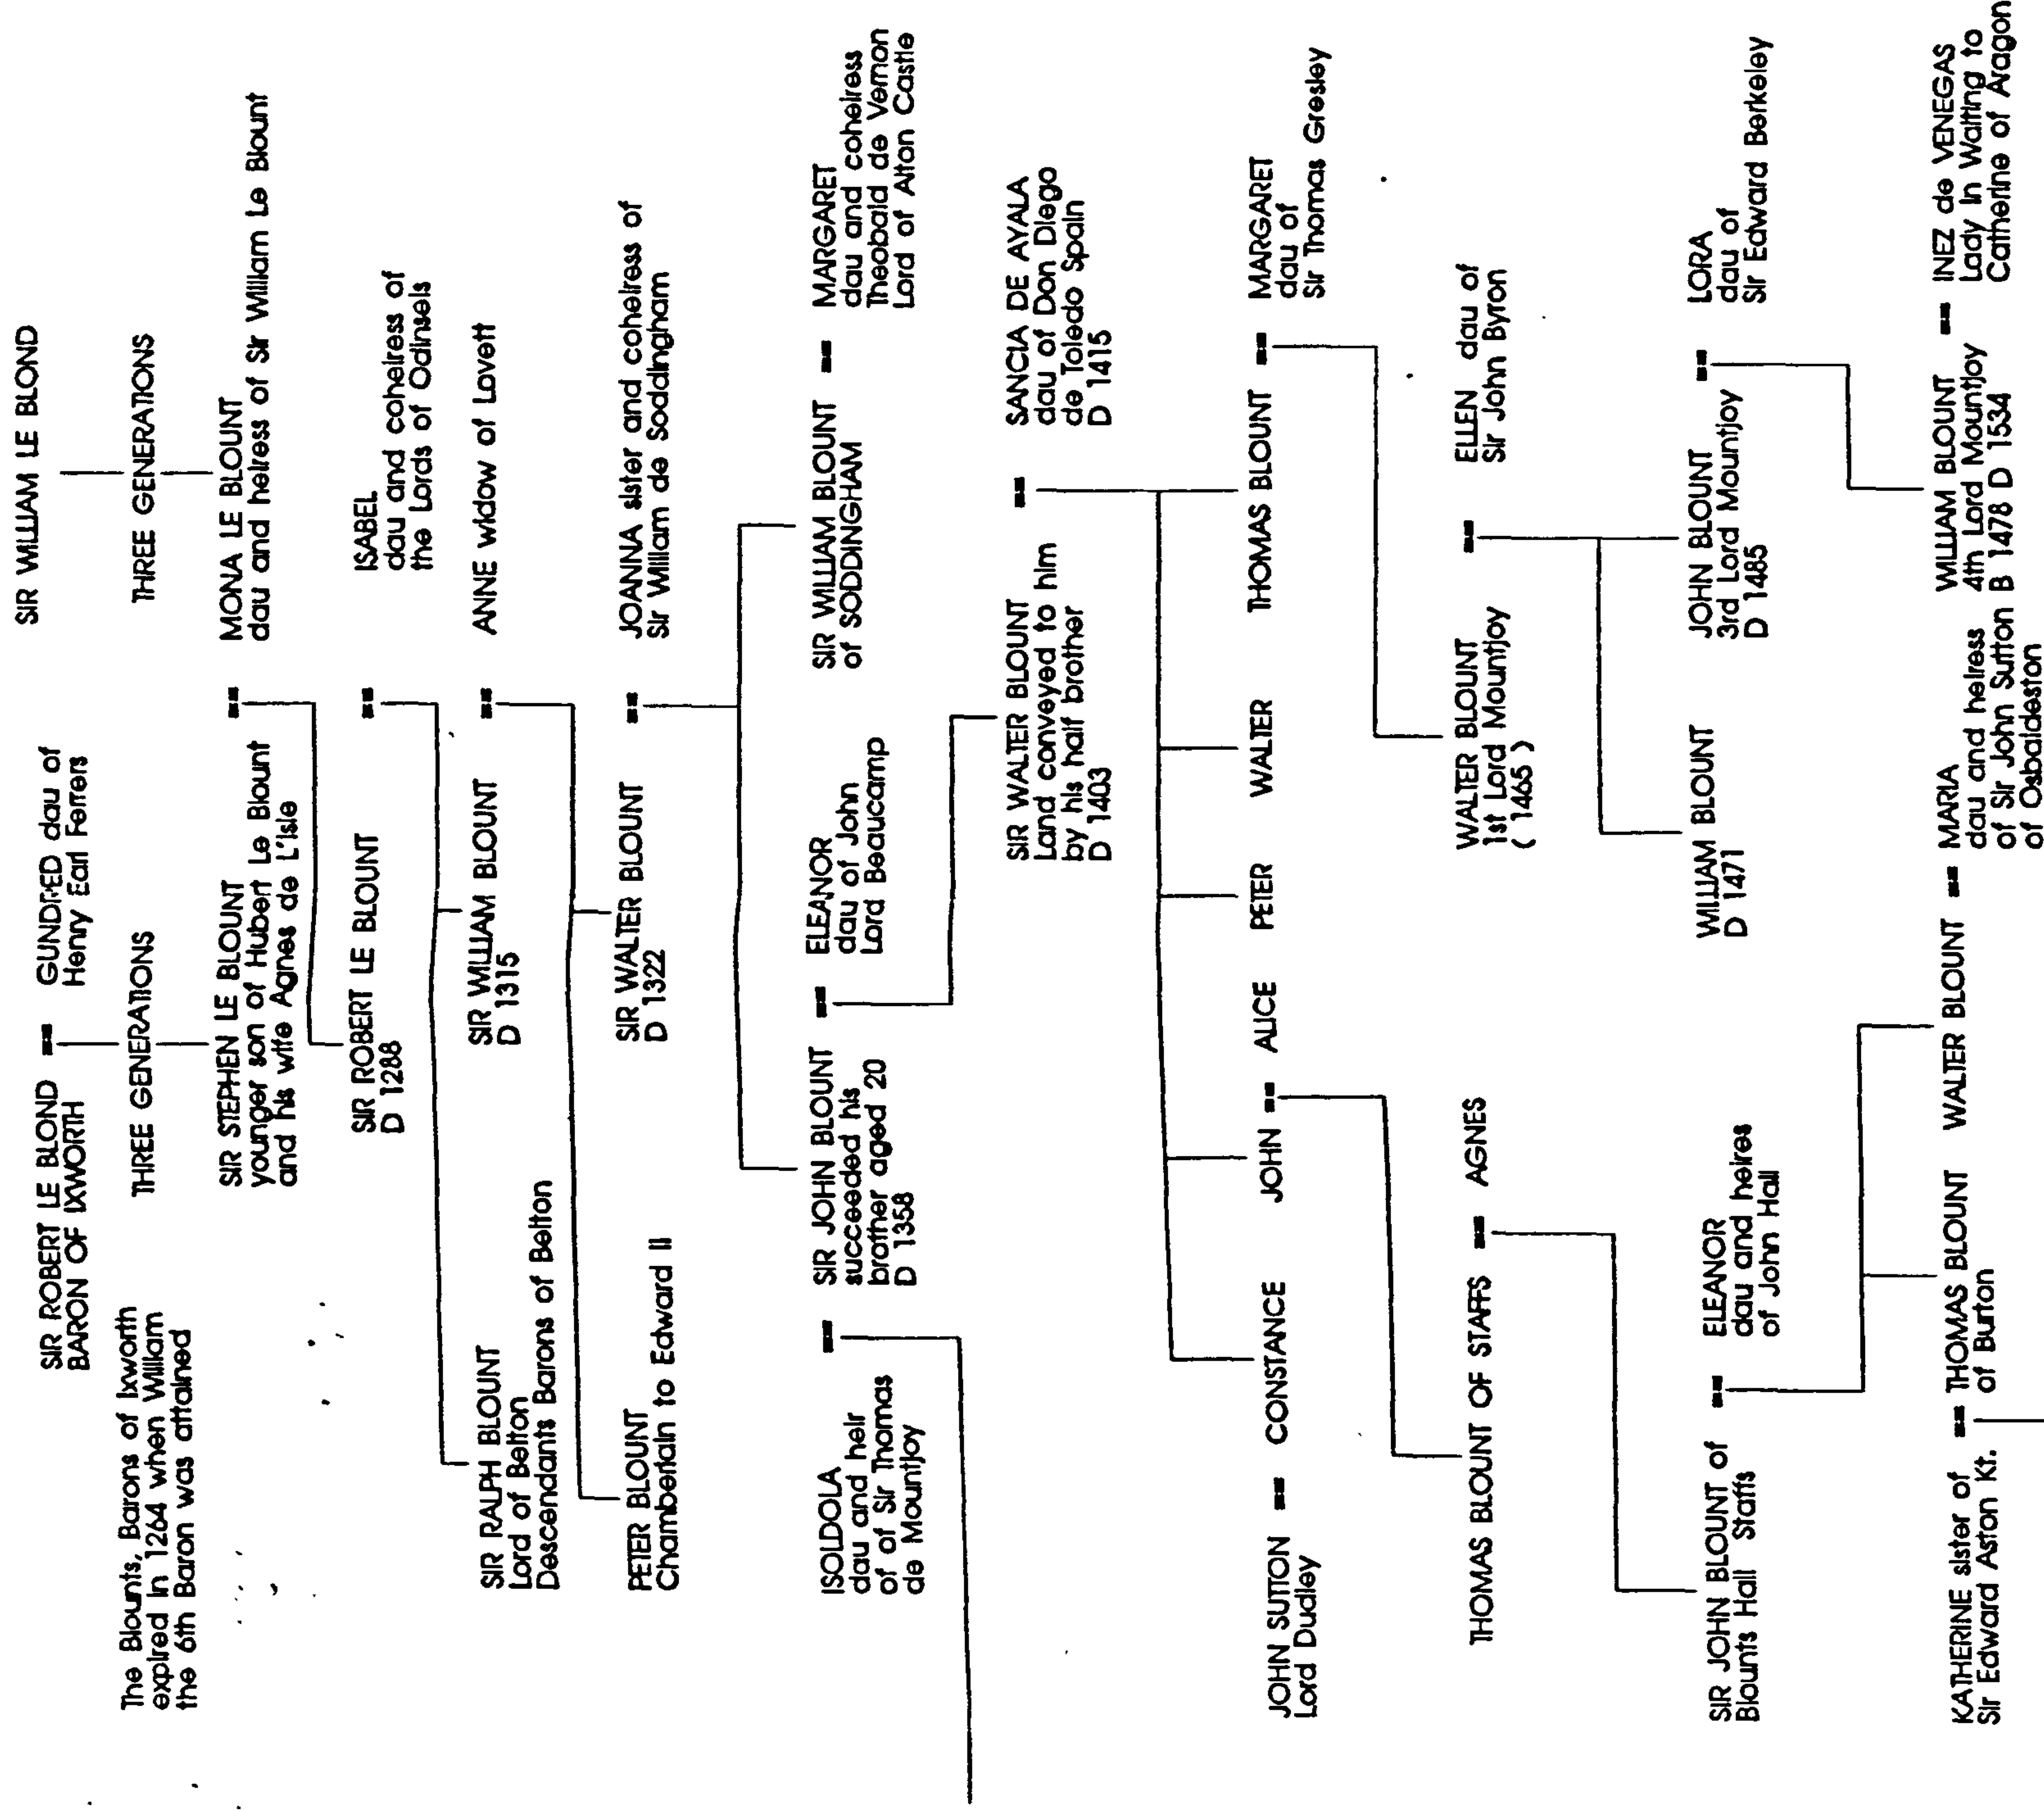 SIR WILLIAM LE BLOND
SIR ROBERT LE BLOND ==
BARON OF IXWORTH
GUNDRED dau of
Henry Earl Ferrers
The Blounts, Barons of Ixworth
expired in 1264 when William
the 6th Baron was attained
THREE GENERATIONS
THREE GENERATIONS
SIR STEPHEN LE BLOUNT
younger son of Hubert Le Blount
and his wife Agnes de L'Isle
==
MONA LE BLOUNT
dau and heiress of Sir William Le Blount
SIR ROBERT LE BLOUNT
D 1288
==
ISABEL
dau and coheiress of
the Lords of Odinsels
SIR RALPH BLOUNT
Lord of Belton
Descendants Barons of Belton
SIR WILLIAM BLOUNT
D 1315
==
ANNE widow of Lovett
PETER BLOUNT
Chamberlain to Edward II
SIR WALTER BLOUNT
D 1322
==
JOANNA sister and coheiress of
Sir William de Soddingham
ISOLDOLA
dau and heir
of of Sir Thomas
de Mountjoy
==
SIR JOHN BLOUNT
succeeded his
brother aged 20
D 1358
==
ELEANOR
dau of John
Lord Beaucamp
SIR WILLIAM BLOUNT
of SODDINGHAM
==
MARGARET
dau and coheiress
Theobald de Vernon
Lord of Alton Castle
SIR WALTER BLOUNT
Land conveyed to him
by his half brother
D 1403
==
SANCIA DE AYALA
dau of Don Diego
de Toledo Spain
D 1415
JOHN SUTTON == CONSTANCE
Lord Dudley
JOHN == ALICE
PETER
WALTER
THOMAS BLOUNT ==
MARGARET
dau of
Sir Thomas Gresley
THOMAS BLOUNT OF STAFFS == AGNES
WALTER BLOUNT
1st Lord Mountjoy
( 1465 )
==
ELLEN dau of
Sir John Byron
SIR JOHN BLOUNT of
Blounts Hall Staffs
==
ELEANOR
dau and heires
of John Hall
WILLIAM BLOUNT
D 1471
JOHN BLOUNT
3rd Lord Mountjoy
D 1485
==
LORA
dau of
Sir Edward Berkeley
KATHERINE sister of
Sir Edward Aston Kt.
==
THOMAS BLOUNT
of Burton
WALTER BLOUNT ==
MARIA
dau and heiress
of Sir John Sutton
of Osbaldeston
WILLIAM BLOUNT
4th Lord Mountjoy
B 1478 D 1534
==
INEZ de VENEGAS
Lady In Waiting to
Catherine of Aragon